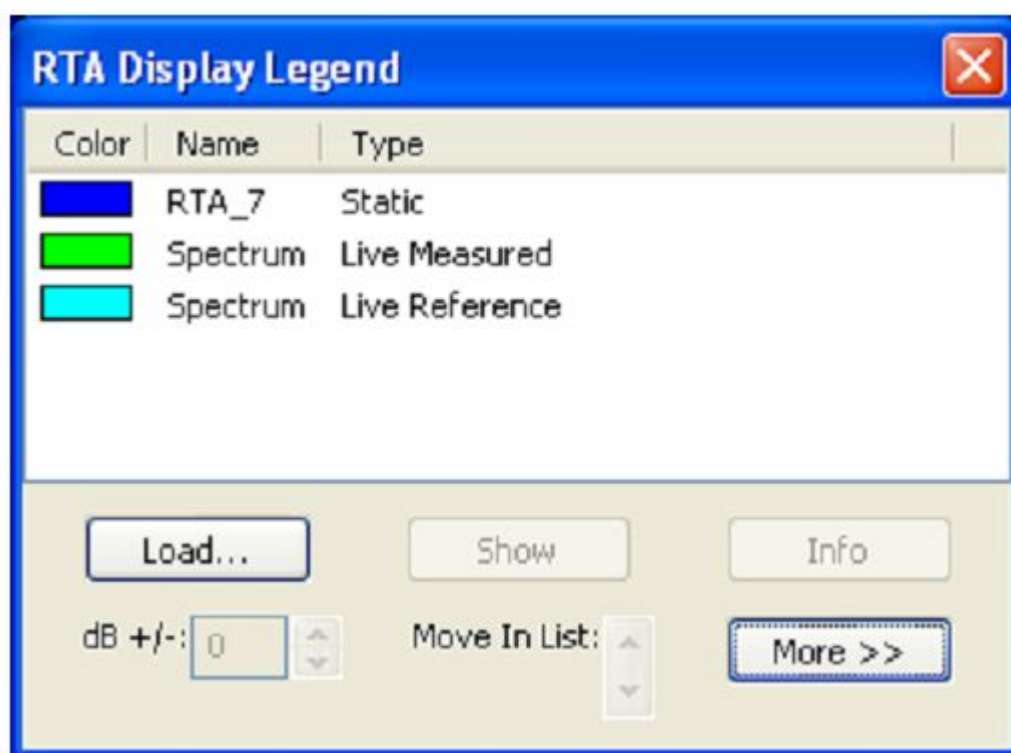 RTA Display Legend
Color Name Type
RTA_7 Static
Spectrum Live Measured
Spectrum Live Reference
Load... Show Info
dB +/-: 0 Move In List: More >>